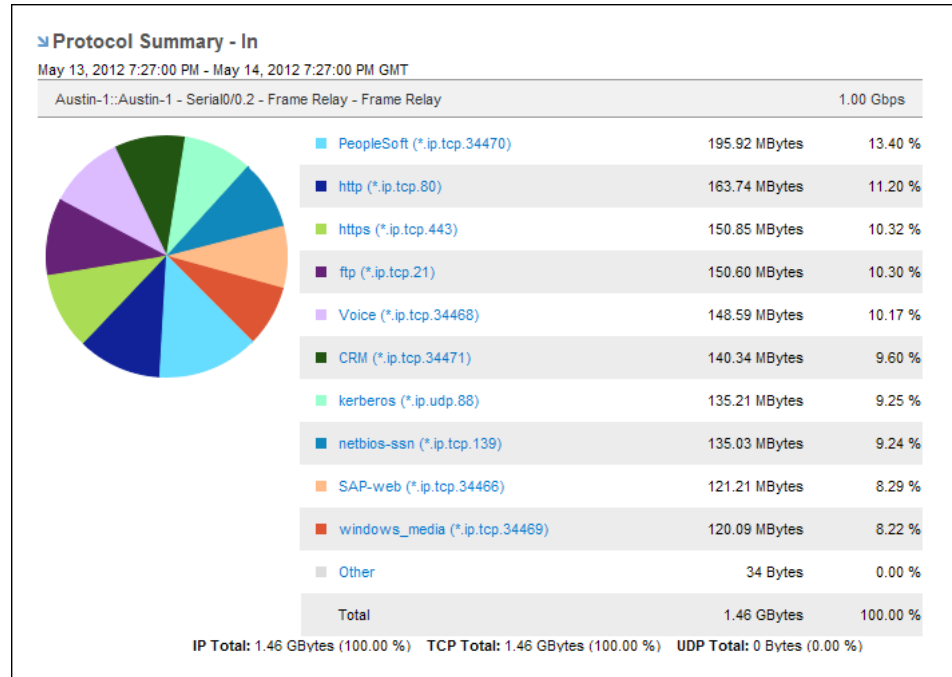 Protocol Summary - In
May 13, 2012 7:27:00 PM - May 14, 2012 7:27:00 PM GMT
Austin-1::Austin-1 - Serial0/0.2 - Frame Relay - Frame Relay 1.00 Gbps
PeopleSoft (*.ip.tcp.34470) 195.92 MBytes 13.40 %
http (*.ip.tcp.80) 163.74 MBytes 11.20 %
https (*.ip.tcp.443) 150.85 MBytes 10.32 %
ftp (*.ip.tcp.21) 150.60 MBytes 10.30 %
Voice (*.ip.tcp.34468) 148.59 MBytes 10.17 %
CRM (*.ip.tcp.34471) 140.34 MBytes 9.60 %
kerberos (*.ip.udp.88) 135.21 MBytes 9.25 %
netbios-ssn (*.ip.tcp.139) 135.03 MBytes 9.24 %
SAP-web (*.ip.tcp.34466) 121.21 MBytes 8.29 %
windows_media (*.ip.tcp.34469) 120.09 MBytes 8.22 %
Other 34 Bytes 0.00 %
Total 1.46 GBytes 100.00 %
IP Total: 1.46 GBytes (100.00 %) TCP Total: 1.46 GBytes (100.00 %) UDP Total: 0 Bytes (0.00 %)